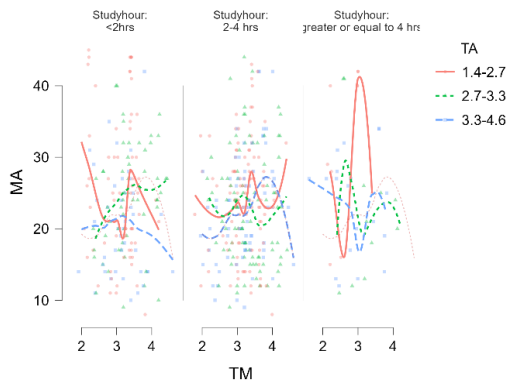 Studyhour:
<2hrs
Studyhour:
2-4 hrs
Studyhour:
greater or equal to 4 hrs
TA
1.4-2.7
2.7-3.3
3.3-4.6
MA
40
30
20
10
2 3 4
2 3 4
2 3 4
TM